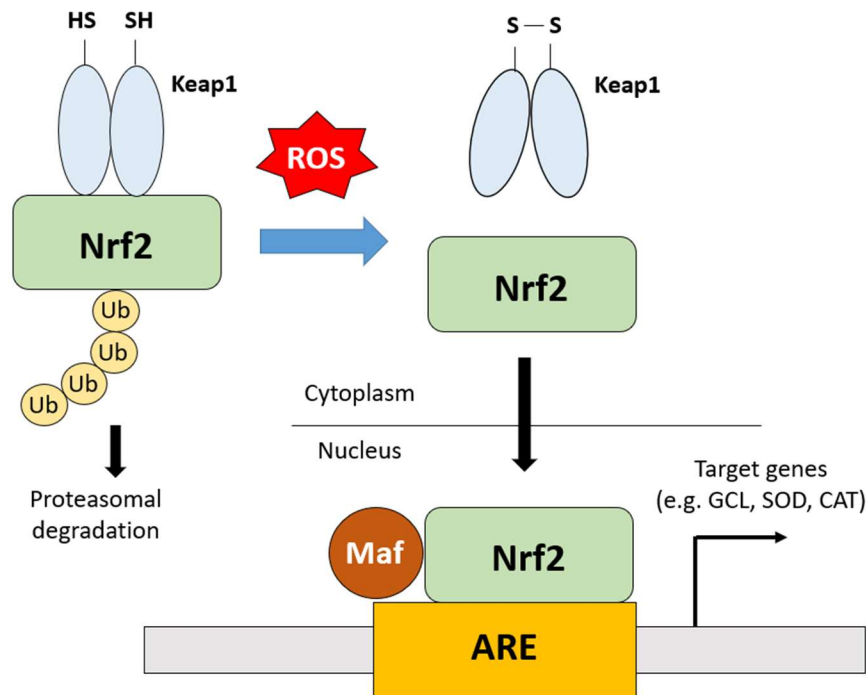 HS SH
Keap1
Nrf2
Ub
Ub
Ub
Ub
Proteasomal
degradation
ROS
S — S
Keap1
Nrf2
Cytoplasm
Nucleus
Target genes
(e.g. GCL, SOD, CAT)
Maf
Nrf2
ARE